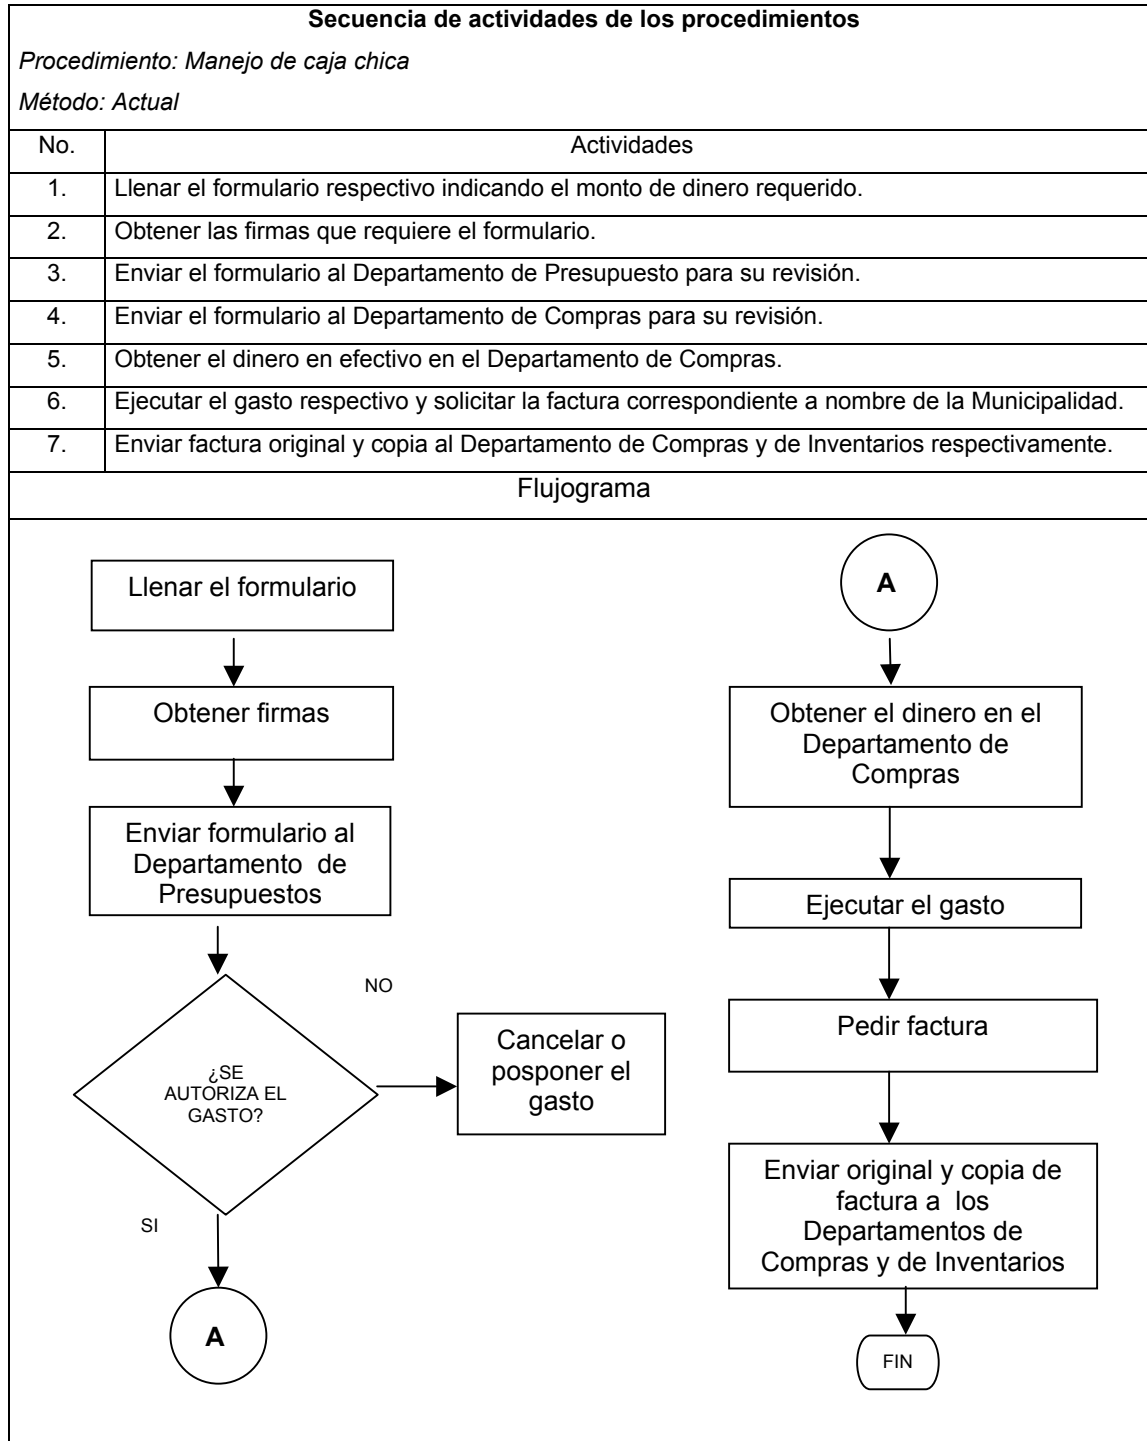 Secuencia de actividades de los procedimientos
Procedimiento: Manejo de caja chica
Método: Actual
No. Actividades
1. Llenar el formulario respectivo indicando el monto de dinero requerido.
2. Obtener las firmas que requiere el formulario.
3. Enviar el formulario al Departamento de Presupuesto para su revisión.
4. Enviar el formulario al Departamento de Compras para su revisión.
5. Obtener el dinero en efectivo en el Departamento de Compras.
6. Ejecutar el gasto respectivo y solicitar la factura correspondiente a nombre de la Municipalidad.
7. Enviar factura original y copia al Departamento de Compras y de Inventarios respectivamente.
Flujograma
Llenar el formulario
Obtener firmas
Enviar formulario al
Departamento de
Presupuestos
¿SE
AUTORIZA EL
GASTO?
NO
Cancelar o
posponer el
gasto
SI
A
A
Obtener el dinero en el
Departamento de
Compras
Ejecutar el gasto
Pedir factura
Enviar original y copia de
factura a los
Departamentos de
Compras y de Inventarios
FIN